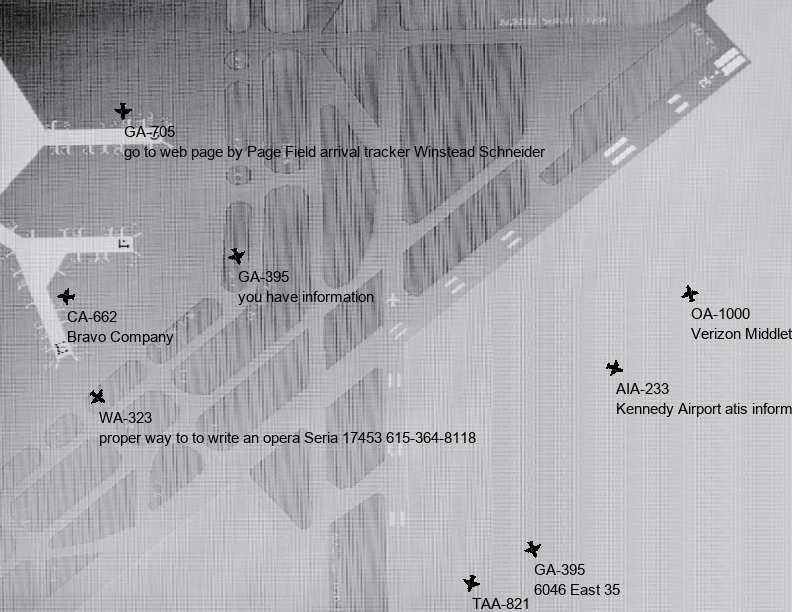 GA-705
go to web page by Page Field arrival tracker Winstead Schneider
GA-395
you have information
CA-662
Bravo Company
OA-1000
Verizon Middlet
AIA-233
Kennedy Airport atis inform
WA-323
proper way to to write an opera Seria 17453 615-364-8118
GA-395
6046 East 35
TAA-821